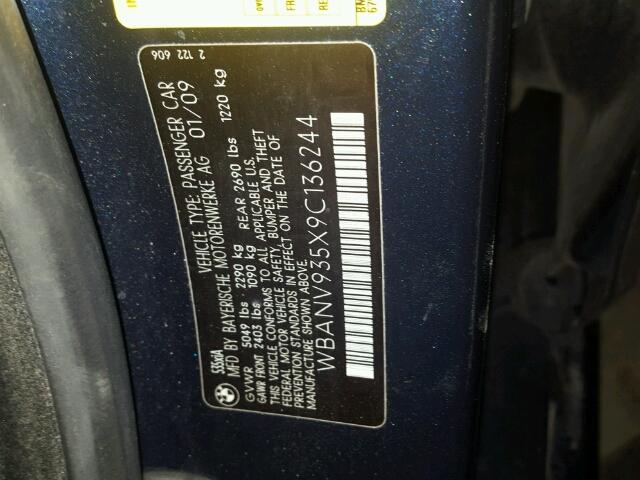 535iA
VEHICLE TYPE: PASSENGER CAR
MFD BY BAYERISCHE MOTORENWERKE AG 01/09
GVWR 5049 lbs 2290 kg
GAWR FRONT 2403 lbs 1090 kg REAR 2690 lbs 1220 kg
THIS VEHICLE CONFORMS TO ALL APPLICABLE U.S.
FEDERAL MOTOR VEHICLE SAFETY, BUMPER AND THEFT
PREVENTION STANDARDS IN EFFECT ON THE DATE OF
MANUFACTURE SHOWN ABOVE.
WBANV935X9C136244
2 122 606